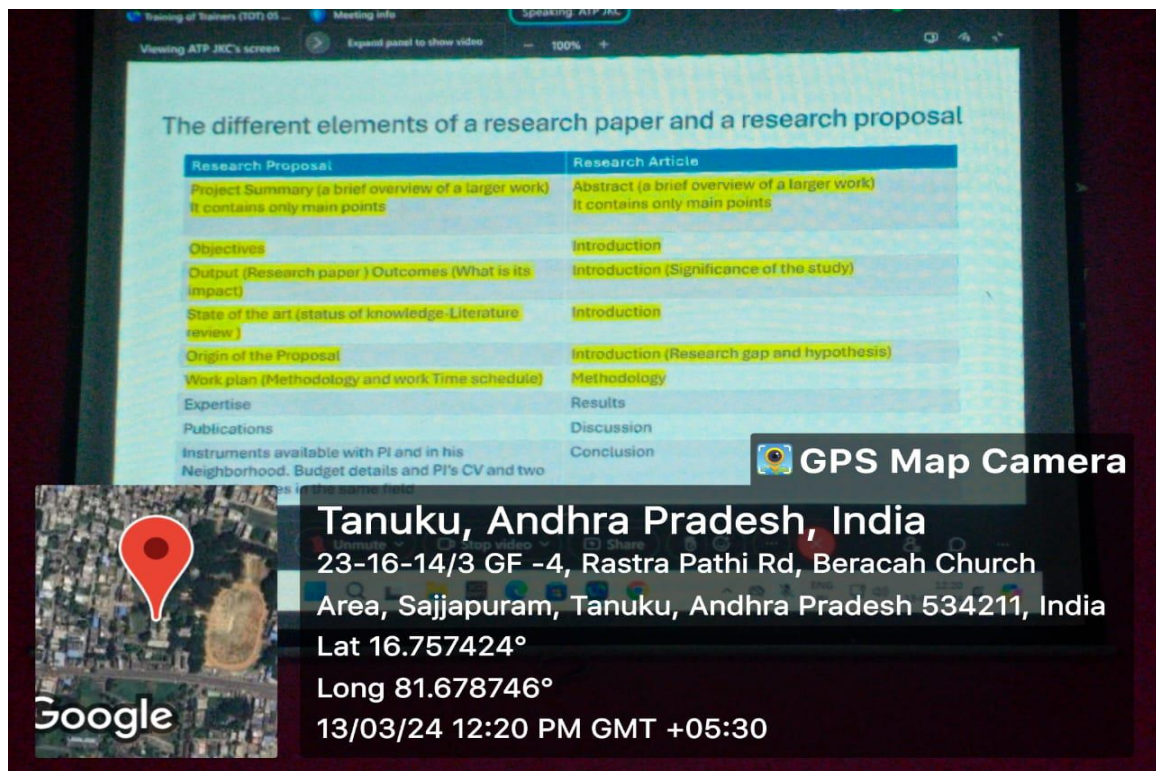 Training of Trainers (TOT) 05 ...
Meeting info
Speaking: ATP JKC
Viewing ATP JKC's screen
Expand panel to show video
— 100% +
The different elements of a research paper and a research proposal
Research Proposal
Research Article
Project Summary (a brief overview of a larger work)
It contains only main points
Abstract (a brief overview of a larger work)
It contains only main points
Objectives
Introduction
Output (Research paper ) Outcomes (What is its
impact)
Introduction (Significance of the study)
State of the art (status of knowledge-Literature
review )
Introduction
Origin of the Proposal
Introduction (Research gap and hypothesis)
Work plan (Methodology and work Time schedule)
Methodology
Expertise
Results
Publications
Discussion
Instruments available with PI and in his
Neighborhood. Budget details and PI's CV and two
in the same field
Conclusion
Unmute
Stop video
Share
GPS Map Camera
Tanuku, Andhra Pradesh, India
23-16-14/3 GF -4, Rastra Pathi Rd, Beracah Church
Area, Sajjapuram, Tanuku, Andhra Pradesh 534211, India
Lat 16.757424°
Long 81.678746°
13/03/24 12:20 PM GMT +05:30
Google